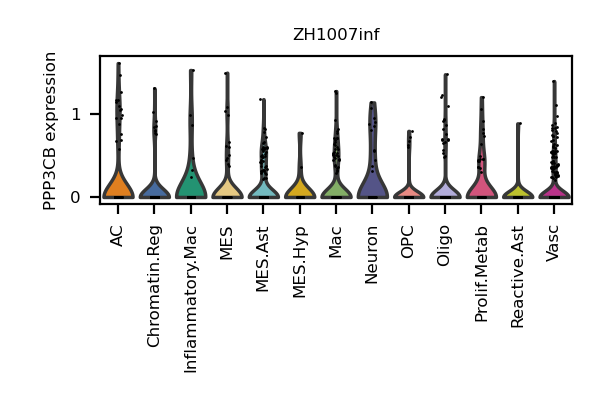 ZH1007inf
PPP3CB expression
1
0
AC
Chromatin.Reg
Inflammatory.Mac
MES
MES.Ast
MES.Hyp
Mac
Neuron
OPC
Oligo
Prolif.Metab
Reactive.Ast
Vasc